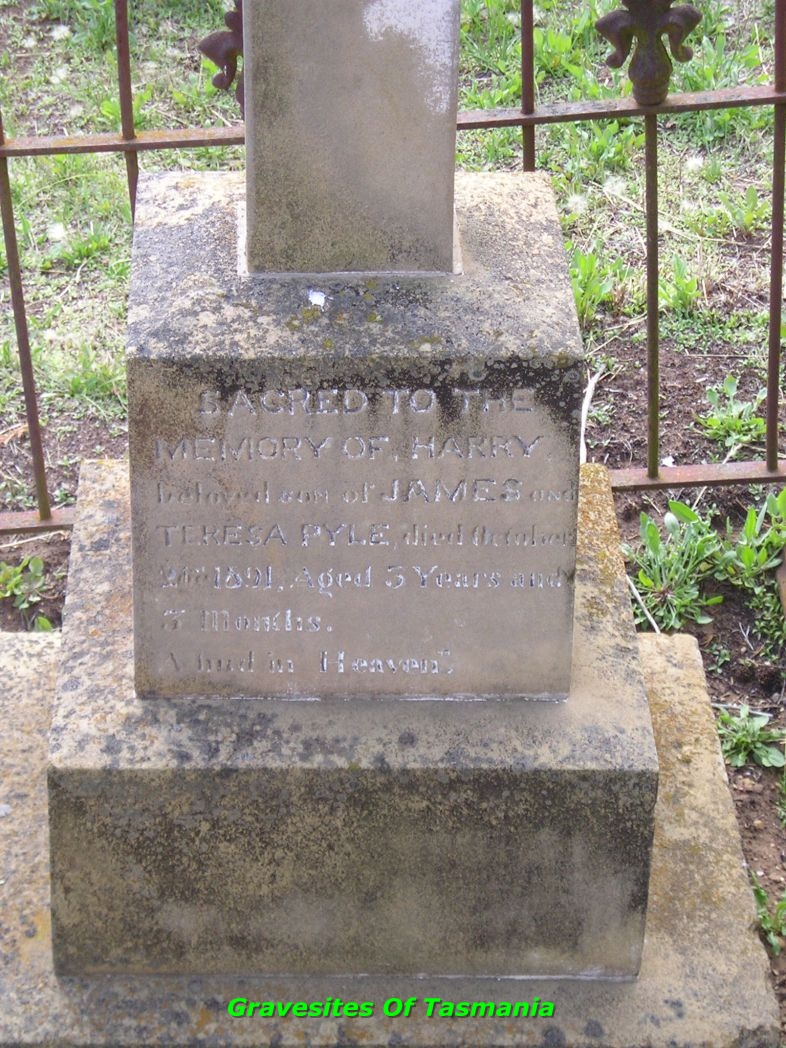 SACRED TO THE
MEMORY OF, HARRY,
beloved son of JAMES and
TERESA PYLE, died October
1891, Aged 3 Years and
Months.
A bud in Heaven".
Gravesites Of Tasmania